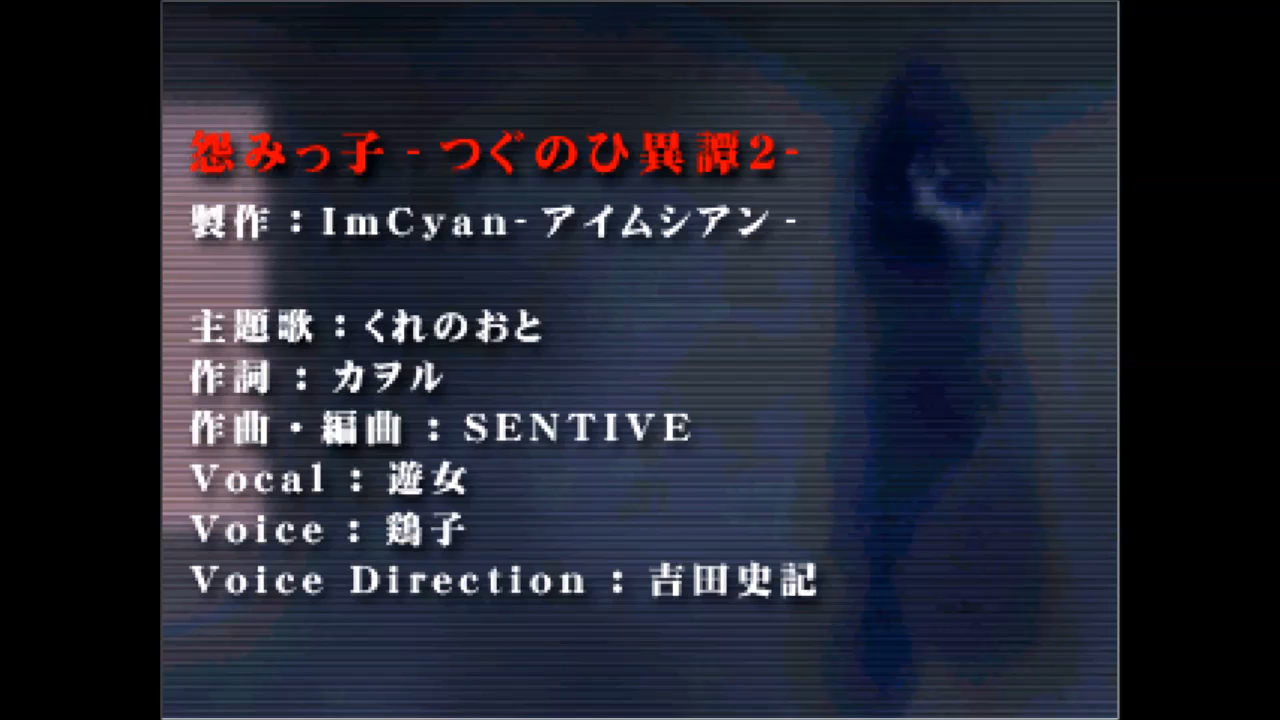 怨みっ子 - つぐのひ異譚2-
製作：ImCyan-アイムシアン-
主題歌：くれのおと
作詞 : カヲル
作曲・編曲 : SENTIVE
Vocal : 遊女
Voice : 鶏子
Voice Direction : 吉田史記